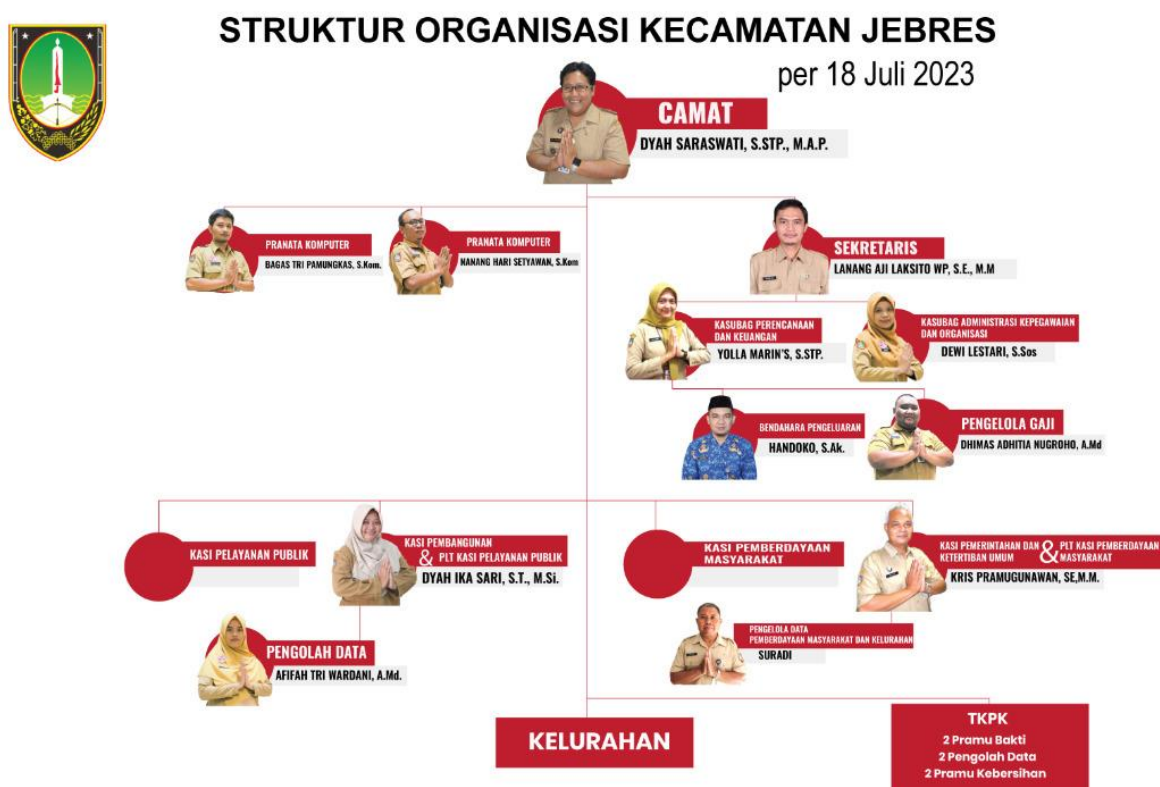 STRUKTUR ORGANISASI KECAMATAN JEBRES
per 18 Juli 2023
CAMAT
DYAH SARASWATI, S.STP., M.A.P.
PRANATA KOMPUTER
BAGAS TRI PAMUNGKAS, S.Kom.
PRANATA KOMPUTER
NANANG HARI SETYAWAN, S.Kom
SEKRETARIS
LANANG AJI LAKSITO WP, S.E., M.M
KASUBAG PERENCANAAN
DAN KEUANGAN
YOLLA MARIN'S, S.STP.
KASUBAG ADMINISTRASI KEPEGAWAIAN
DAN ORGANISASI
DEWI LESTARI, S.Sos
BENDAHARA PENGELUARAN
HANDOKO, S.Ak.
PENGELOLA GAJI
DHIMAS ADHITIA NUGROHO, A.Md
KASI PELAYANAN PUBLIK
KASI PEMBANGUNAN
& PLT KASI PELAYANAN PUBLIK
DYAH IKA SARI, S.T., M.Si.
KASI PEMBERDAYAAN
MASYARAKAT
KASI PEMERINTAHAN DAN
KETERTIBAN UMUM
& PLT KASI PEMBERDAYAAN
MASYARAKAT
KRIS PRAMUGUNAWAN, SE,M.M.
PENGOLAH DATA
AFIFAH TRI WARDANI, A.Md.
PENGELOLA DATA
PEMBERDAYAAN MASYARAKAT DAN KELURAHAN
SURADI
KELURAHAN
TKPK
2 Pramu Bakti
2 Pengolah Data
2 Pramu Kebersihan